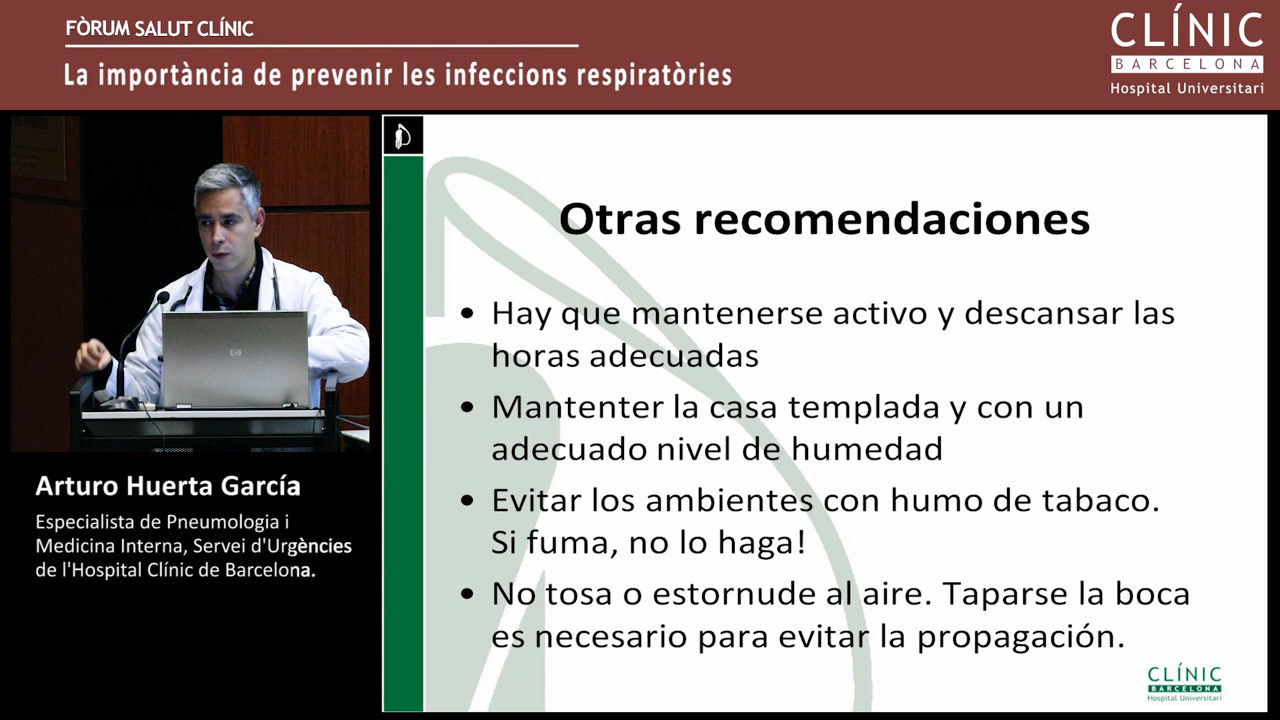 FÒRUM SALUT CLÍNIC
La importància de prevenir les infeccions respiratòries
CLÍNIC
BARCELONA
Hospital Universitari
Arturo Huerta García
Especialista de Pneumologia i
Medicina Interna, Servei d'Urgències
de l'Hospital Clínic de Barcelona.
Otras recomendaciones
• Hay que mantenerse activo y descansar las
horas adecuadas
• Mantenter la casa templada y con un
adecuado nivel de humedad
• Evitar los ambientes con humo de tabaco.
Si fuma, no lo haga!
• No tosa o estornude al aire. Taparse la boca
es necesario para evitar la propagación.
CLÍNIC
BARCELONA
Hospital Universitari